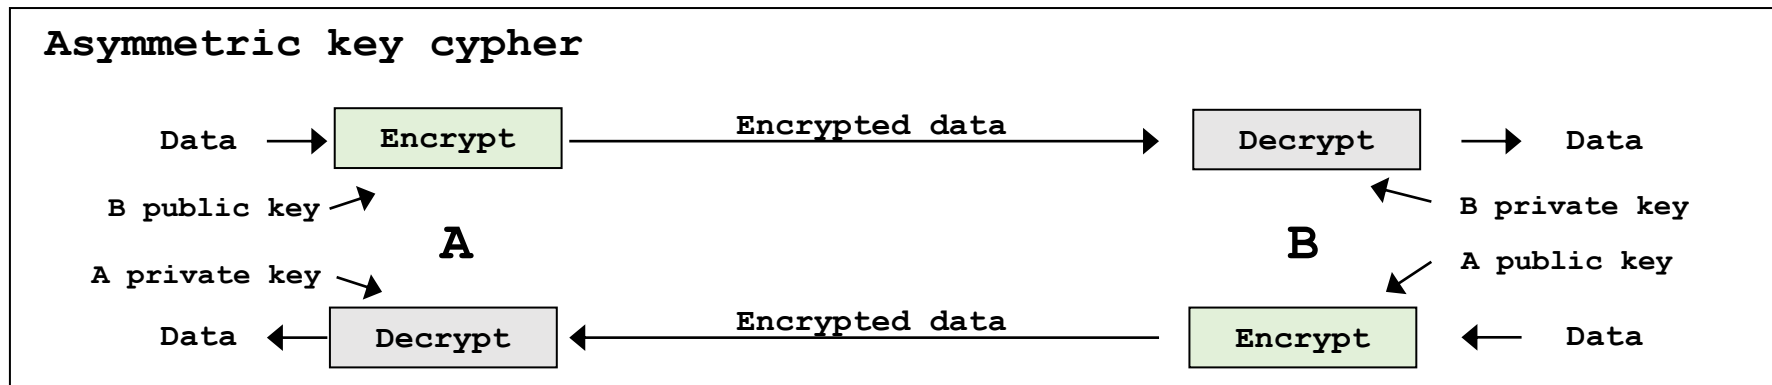 Asymmetric key cypher
Data Encrypt Encrypted data Decrypt Data
B public key B private key
A B
A private key A public key
Data Decrypt Encrypted data Encrypt Data